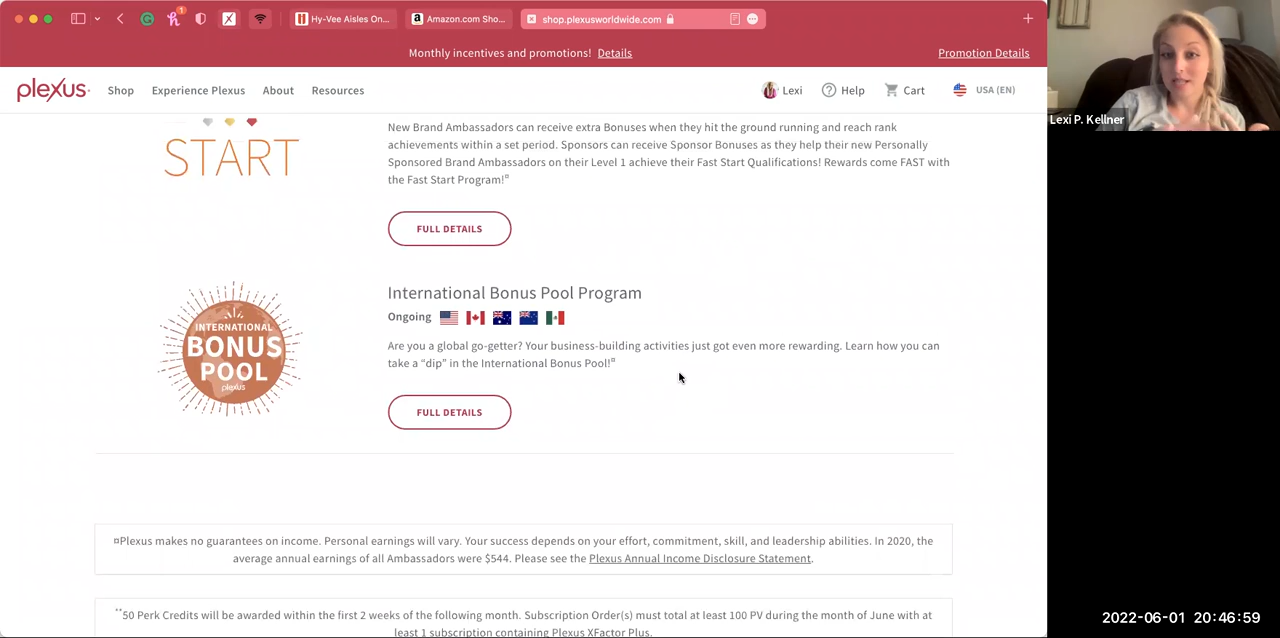 1
Hy-Vee Aisles On...
a
Amazon.com Sho...
shop.plexusworldwide.com
Monthly incentives and promotions! Details
Promotion Details
plexus
Shop
Experience Plexus
About
Resources
Lexi
Help
Cart
USA (EN)
Lexi P. Kellner
START
New Brand Ambassadors can receive extra Bonuses when they hit the ground running and reach rank
achievements within a set period. Sponsors can receive Sponsor Bonuses as they help their new Personally
Sponsored Brand Ambassadors on their Level 1 achieve their Fast Start Qualifications! Rewards come FAST with
the Fast Start Program!¤
FULL DETAILS
INTERNATIONAL
BONUS
POOL
plexus
International Bonus Pool Program
Ongoing
Are you a global go-getter? Your business-building activities just got even more rewarding. Learn how you can
take a “dip” in the International Bonus Pool!¤
FULL DETAILS
¤Plexus makes no guarantees on income. Personal earnings will vary. Your success depends on your effort, commitment, skill, and leadership abilities. In 2020, the
average annual earnings of all Ambassadors were $544. Please see the Plexus Annual Income Disclosure Statement.
**50 Perk Credits will be awarded within the first 2 weeks of the following month. Subscription Order(s) must total at least 100 PV during the month of June with at
least 1 subscription containing Plexus XFactor Plus.
2022-06-01 20:46:59